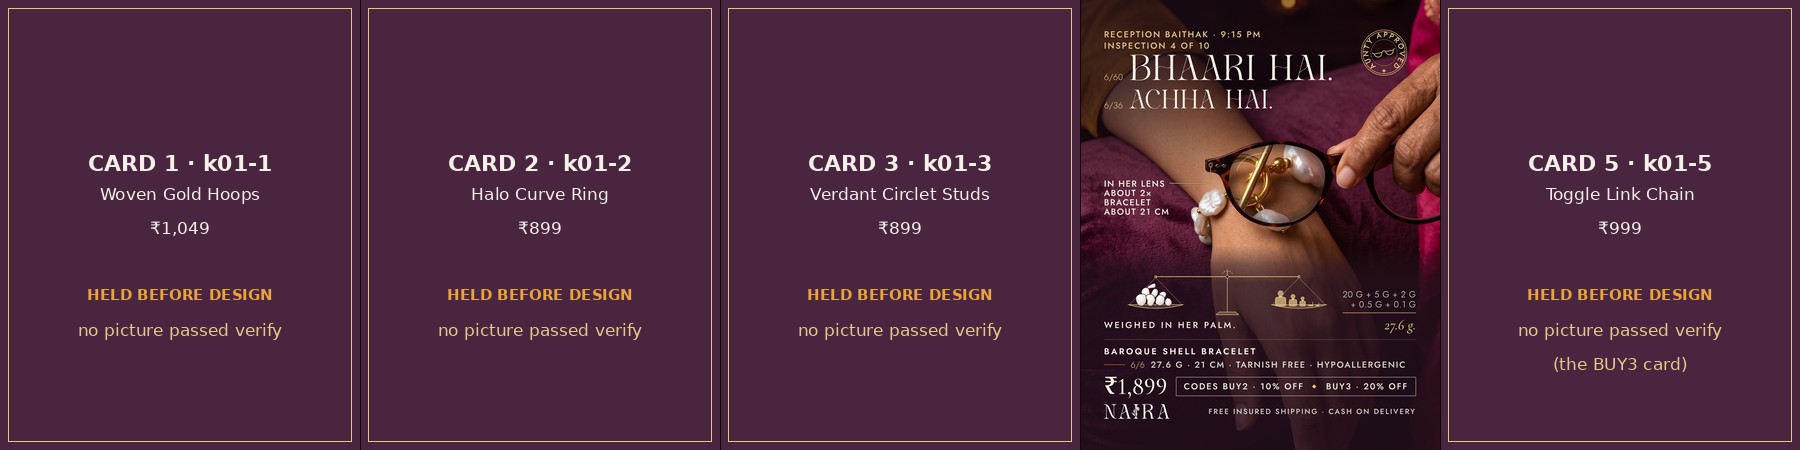 CARD 1 · k01-1
Woven Gold Hoops
₹1,049
HELD BEFORE DESIGN
no picture passed verify
CARD 2 · k01-2
Halo Curve Ring
₹899
HELD BEFORE DESIGN
no picture passed verify
CARD 3 · k01-3
Verdant Circlet Studs
₹899
HELD BEFORE DESIGN
no picture passed verify
RECEPTION BAITHAK · 9:15 PM
INSPECTION 4 OF 10
KUNTY APPROVED
6/60 BHAARI HAI.
6/36 ACHHA HAI.
IN HER LENS
ABOUT 2×
BRACELET
ABOUT 21 CM
20 G + 5 G + 2 G
+ 0.5 G + 0.1 G
WEIGHED IN HER PALM.
27.6 g.
BAROQUE SHELL BRACELET
6/6 27.6 G · 21 CM · TARNISH FREE · HYPOALLERGENIC
₹1,899
CODES BUY2 · 10% OFF ✦ BUY3 · 20% OFF
NAIRA
FREE INSURED SHIPPING · CASH ON DELIVERY
CARD 5 · k01-5
Toggle Link Chain
₹999
HELD BEFORE DESIGN
no picture passed verify
(the BUY3 card)